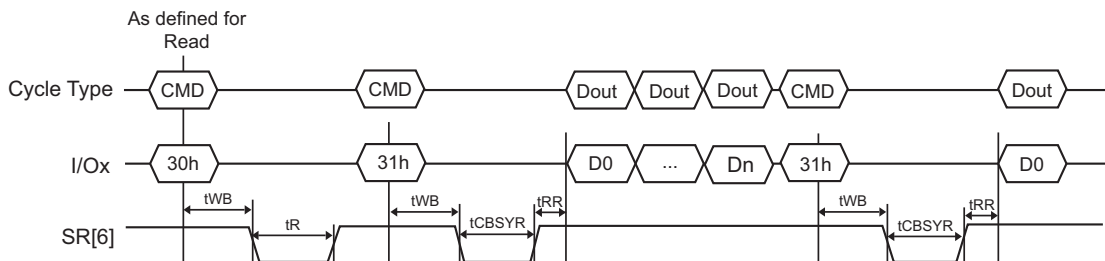 As defined for
Read
Cycle Type CMD CMD Dout Dout Dout CMD Dout
I/Ox 30h 31h D0 ... Dn 31h D0
tWB tR tWB tCBSYR tRR tWB tCBSYR tRR
SR[6]